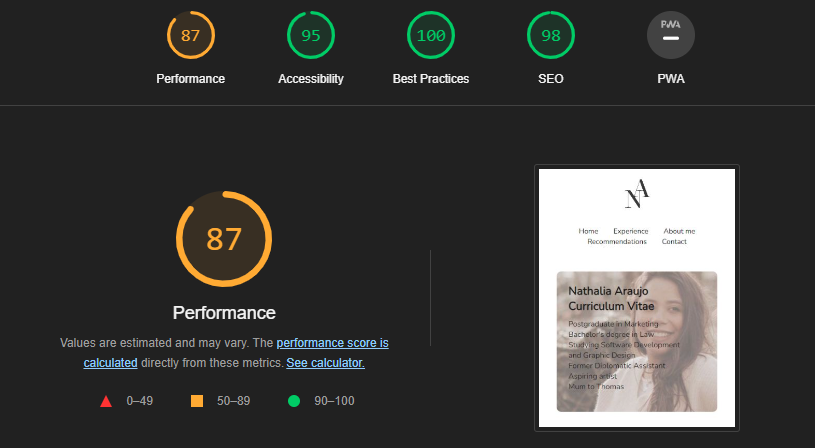 87
95
100
98
PWA
Performance
Accessibility
Best Practices
SEO
PWA
87
Performance
Values are estimated and may vary. The performance score is
calculated directly from these metrics. See calculator.
0–49
50–89
90–100
NA
Home Experience About me
Recommendations Contact
Nathalia Araujo
Curriculum Vitae
Postgraduate in Marketing
Bachelor's degree in Law
Studying Software Development
and Graphic Design
Former Diplomatic Assistant
Aspiring artist
Mum to Thomas